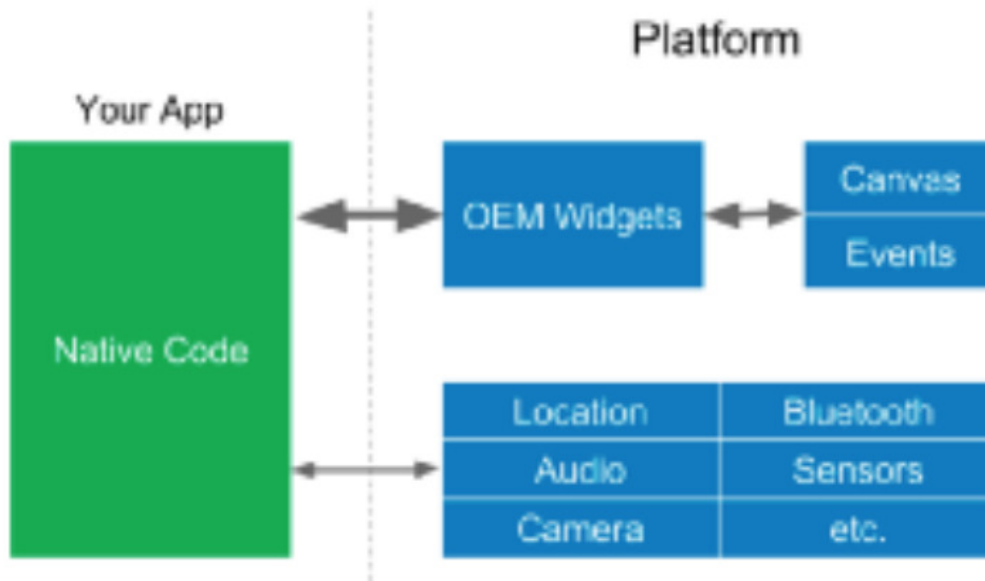 Platform
Your App
Native Code
OEM Widgets
Canvas
Events
Location
Bluetooth
Audio
Sensors
Camera
etc.